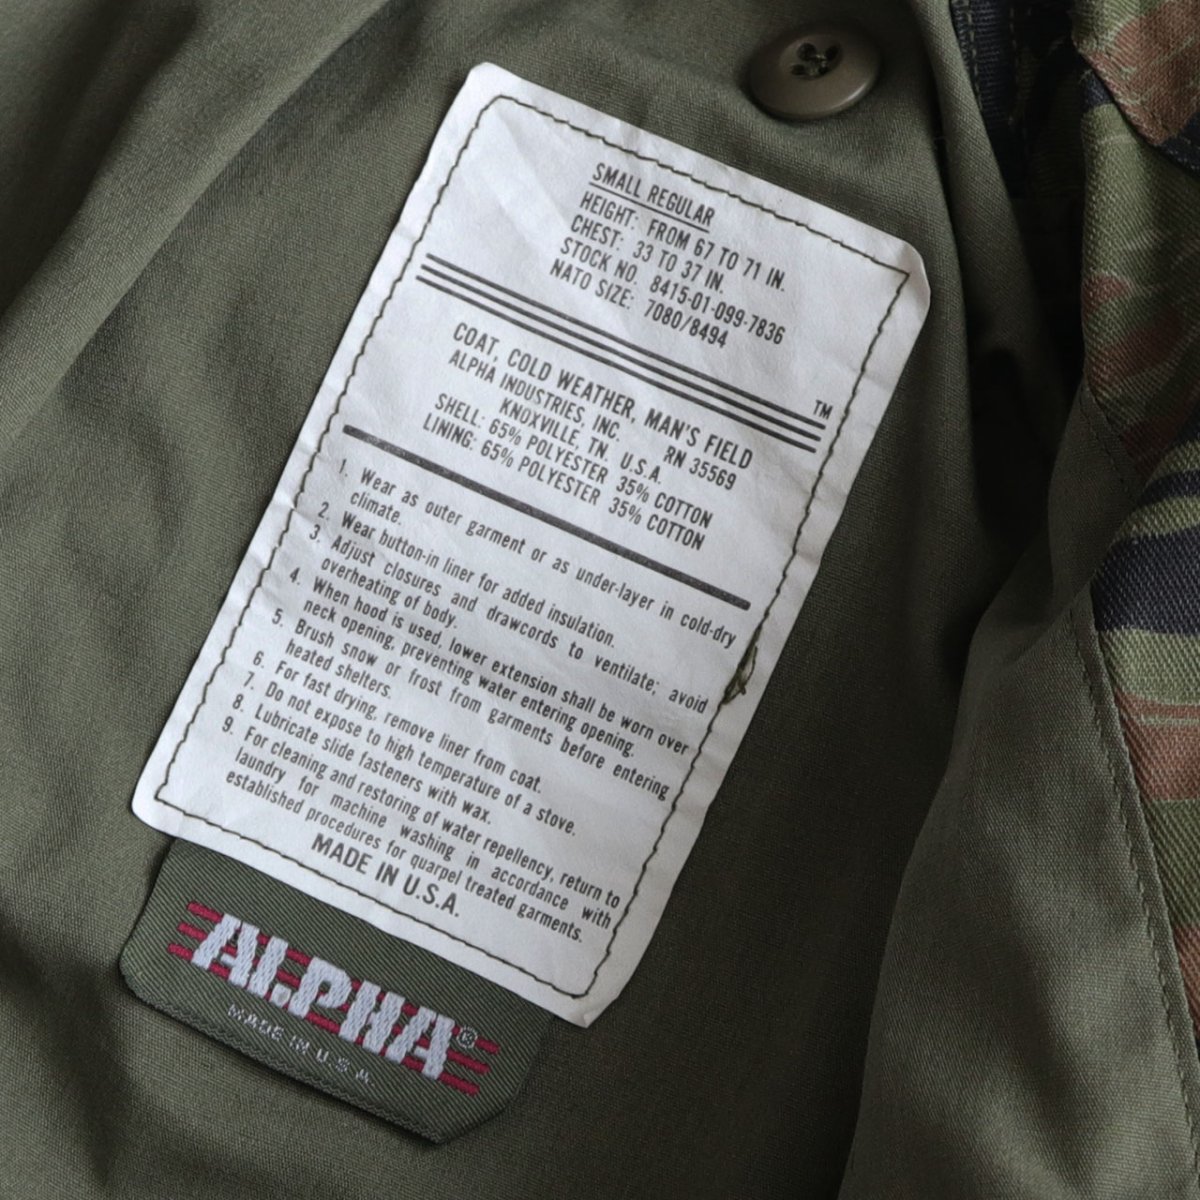 SMALL REGULAR
HEIGHT: FROM 67 TO 71 IN.
CHEST: 33 TO 37 IN.
STOCK NO. 8415-01-099-7836
NATO SIZE: 7080/8494
TM
COAT, COLD WEATHER, MAN'S FIELD
ALPHA INDUSTRIES, INC. RN 35569
KNOXVILLE, TN. U.S.A.
SHELL: 65% POLYESTER 35% COTTON
LINING: 65% POLYESTER 35% COTTON
1. Wear as outer garment or as under-layer in cold-dry
climate.
2. Wear button-in liner for added insulation.
3. Adjust closures and drawcords to ventilate; avoid
overheating of body.
4. When hood is used, lower extension shall be worn over
neck opening, preventing water entering opening.
5. Brush snow or frost from garments before entering
heated shelters.
6. For fast drying, remove liner from coat.
7. Do not expose to high temperature of a stove.
8. Lubricate slide fasteners with wax.
9. For cleaning and restoring of water repellency, return to
laundry for machine washing in accordance with
established procedures for quarpel treated garments.
MADE IN U.S.A.
ALPHA®
MADE IN U.S.A.